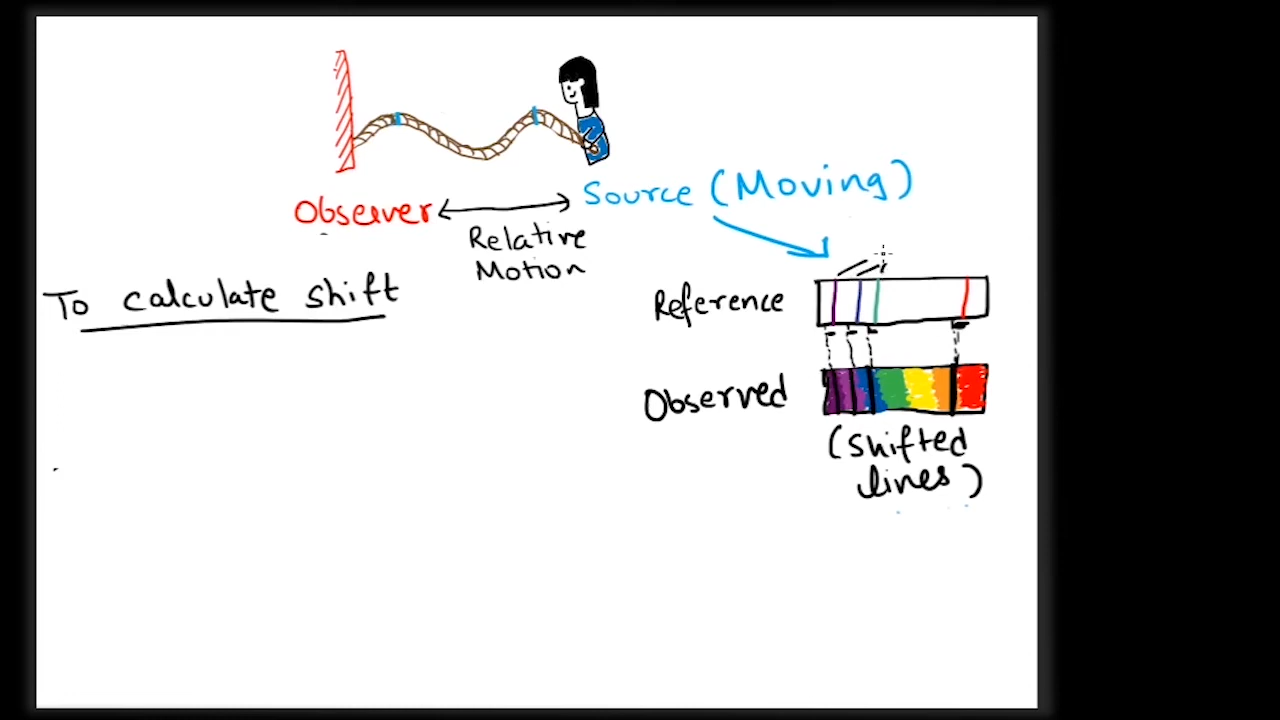 Observer
Source (Moving)
Relative
Motion
To calculate shift
Reference
Observed
(Shifted
lines)